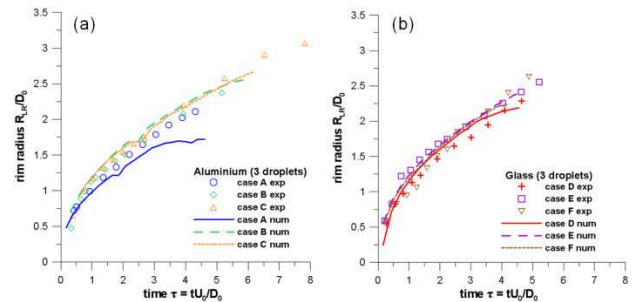 (a)
3.5
3
2.5
2
1.5
1
0.5
0
rim radius R_LR/D_0
Aluminium (3 droplets)
case A exp
case B exp
case C exp
case A num
case B num
case C num
0 1 2 3 4 5 6 7 8
time τ = tU_0/D_0
(b)
3.5
3
2.5
2
1.5
1
0.5
0
rim radius R_LR/D_0
Glass (3 droplets)
case D exp
case E exp
case F exp
case D num
case E num
case F num
0 1 2 3 4 5 6
time τ = tU_0/D_0